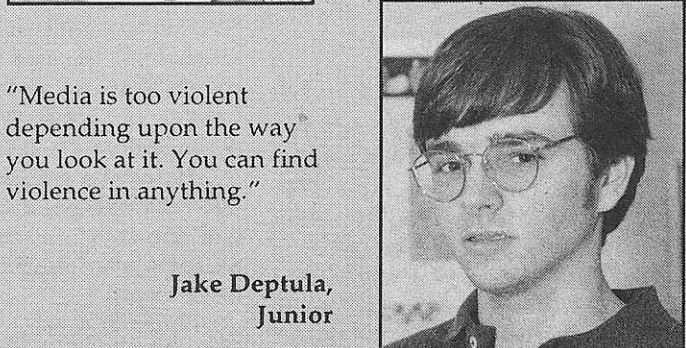 "Media is too violent
depending upon the way
you look at it. You can find
violence in anything."
Jake Deptula,
Junior